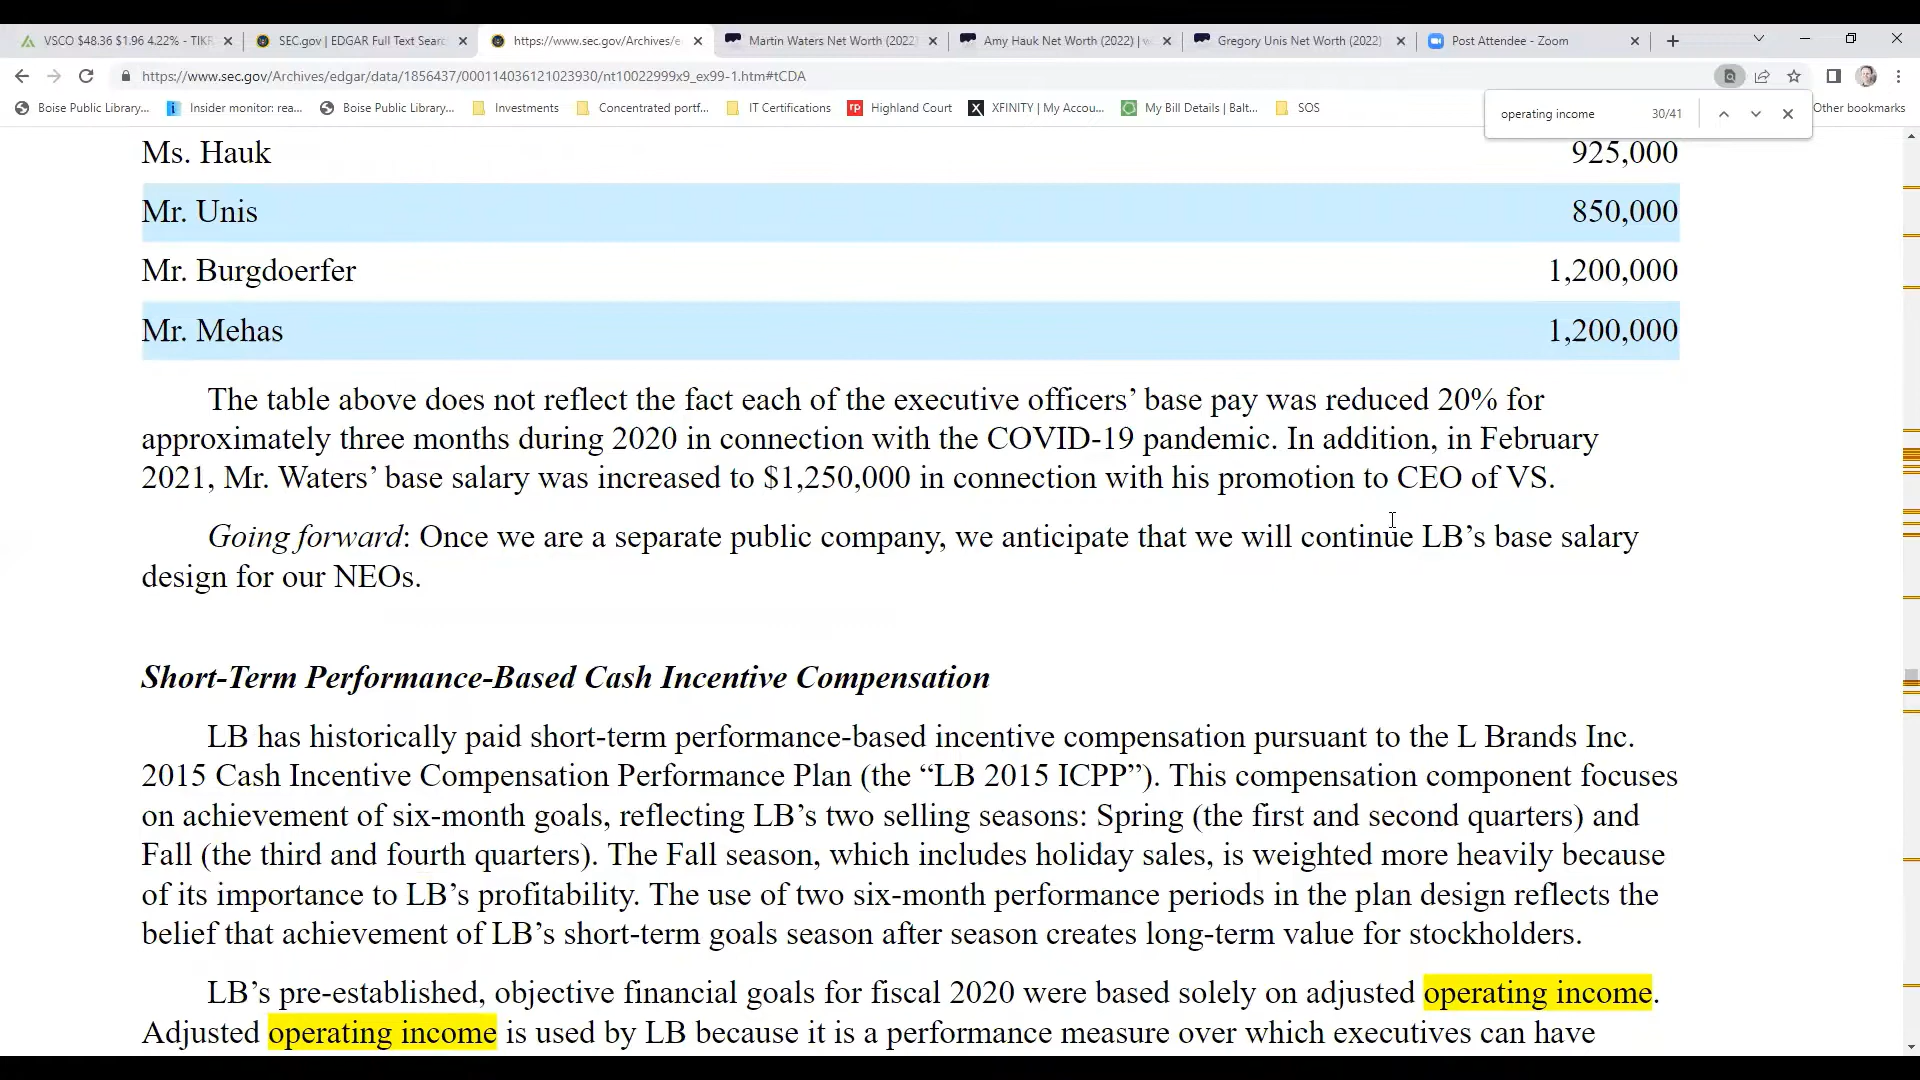 VSCO $48.36 $1.96 4.22% - TIKR
SEC.gov | EDGAR Full Text Searc
https://www.sec.gov/Archives/e
Martin Waters Net Worth (2022)
Amy Hauk Net Worth (2022) | w
Gregory Unis Net Worth (2022)
Post Attendee - Zoom
https://www.sec.gov/Archives/edgar/data/1856437/000114036121023930/nt10022999x9_ex99-1.htm#tCDA
Boise Public Library...
Insider monitor: rea...
Boise Public Library...
Investments
Concentrated portf...
IT Certifications
rp
Highland Court
XFINITY | My Accou...
My Bill Details | Balt...
SOS
Other bookmarks
operating income 30/41
Ms. Hauk 925,000
Mr. Unis 850,000
Mr. Burgdoerfer 1,200,000
Mr. Mehas 1,200,000
The table above does not reflect the fact each of the executive officers’ base pay was reduced 20% for
approximately three months during 2020 in connection with the COVID-19 pandemic. In addition, in February
2021, Mr. Waters’ base salary was increased to $1,250,000 in connection with his promotion to CEO of VS.
Going forward: Once we are a separate public company, we anticipate that we will continue LB’s base salary
design for our NEOs.
Short-Term Performance-Based Cash Incentive Compensation
LB has historically paid short-term performance-based incentive compensation pursuant to the L Brands Inc.
2015 Cash Incentive Compensation Performance Plan (the “LB 2015 ICPP”). This compensation component focuses
on achievement of six-month goals, reflecting LB’s two selling seasons: Spring (the first and second quarters) and
Fall (the third and fourth quarters). The Fall season, which includes holiday sales, is weighted more heavily because
of its importance to LB’s profitability. The use of two six-month performance periods in the plan design reflects the
belief that achievement of LB’s short-term goals season after season creates long-term value for stockholders.
LB’s pre-established, objective financial goals for fiscal 2020 were based solely on adjusted operating income.
Adjusted operating income is used by LB because it is a performance measure over which executives can have